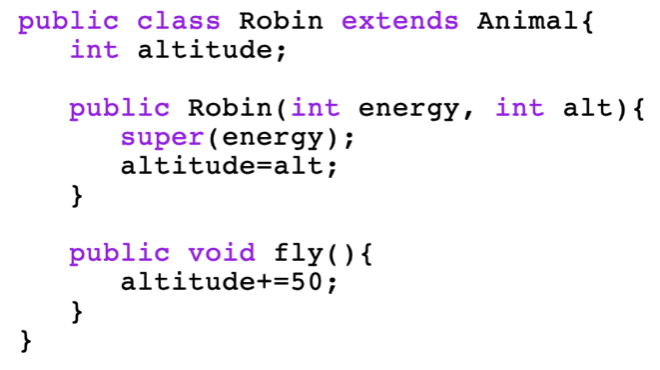 public class Robin extends Animal{
   int altitude;

   public Robin(int energy, int alt){
      super(energy);
      altitude=alt;
   }

   public void fly(){
      altitude+=50;
   }
}